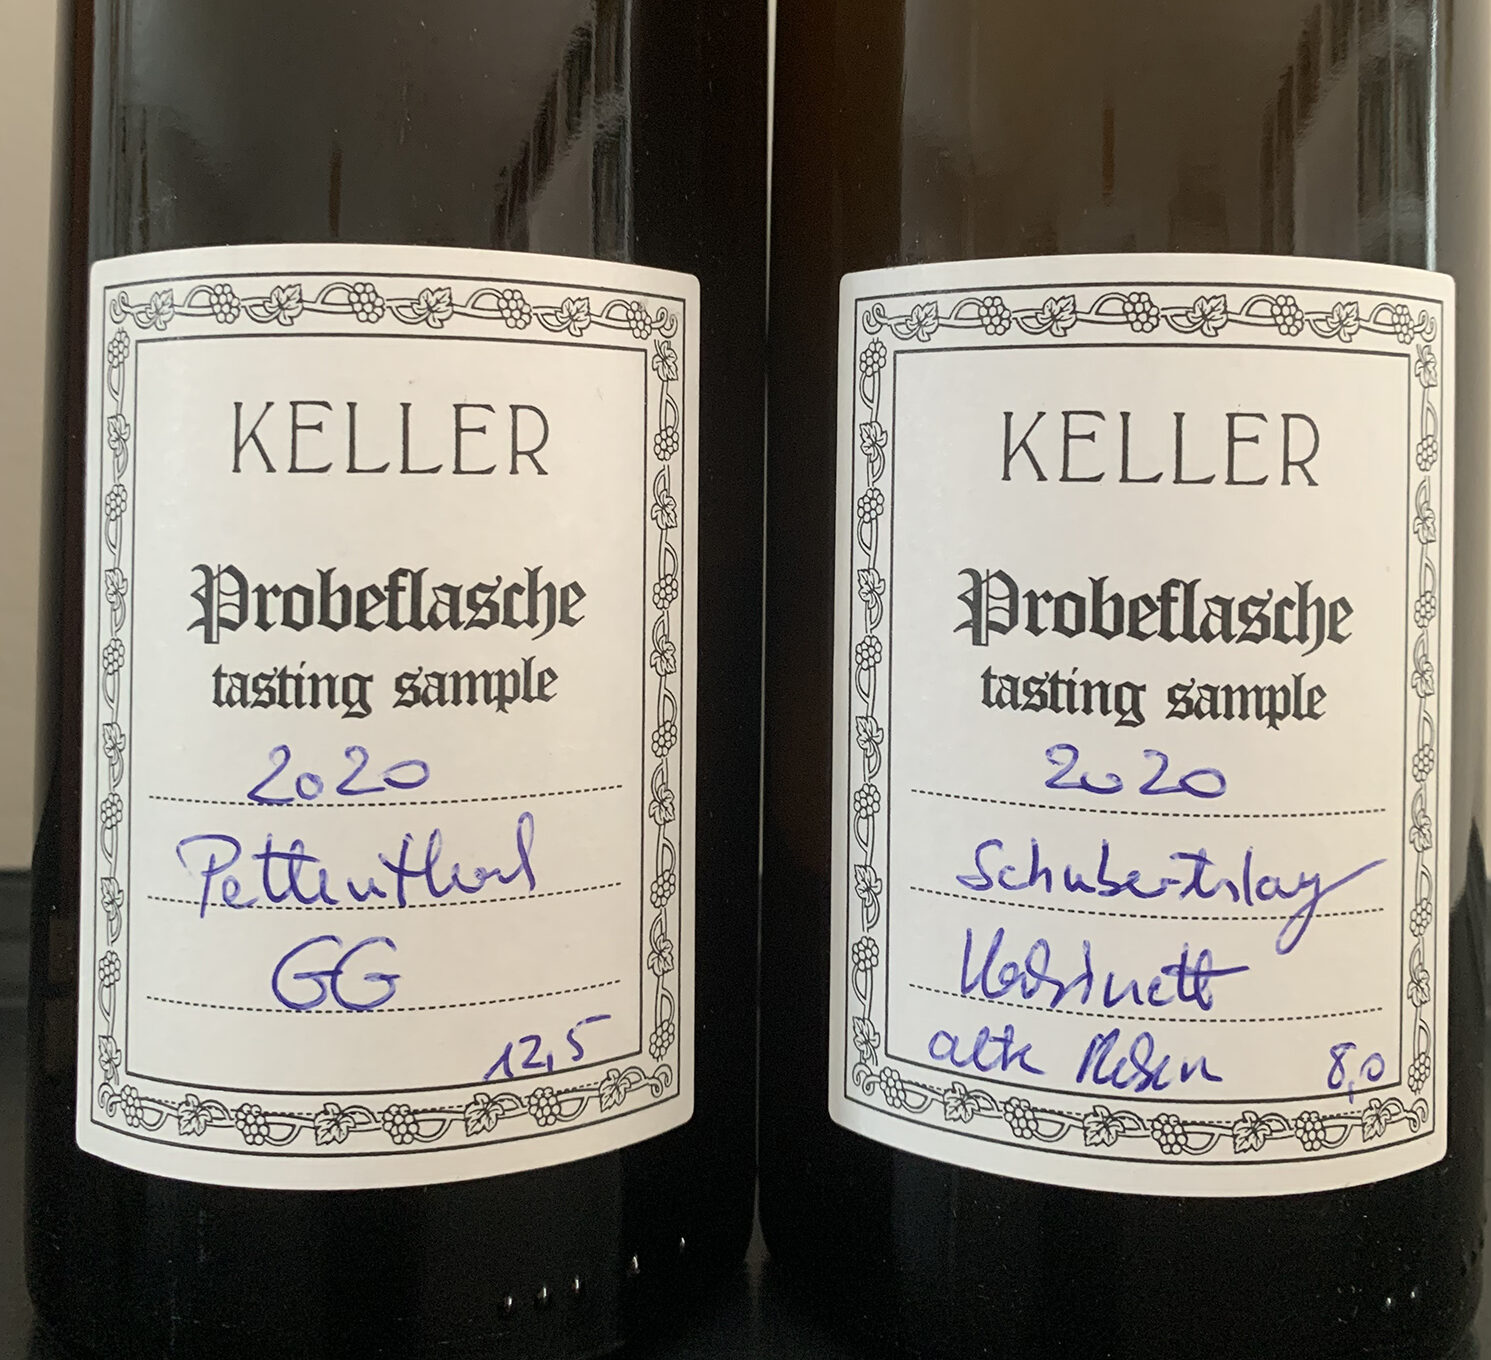 KELLER
Probeflasche
tasting sample
2020
Pettenthal
GG
12,5
KELLER
Probeflasche
tasting sample
2020
Schubertslay
Kabinett
alte Reben 8,0